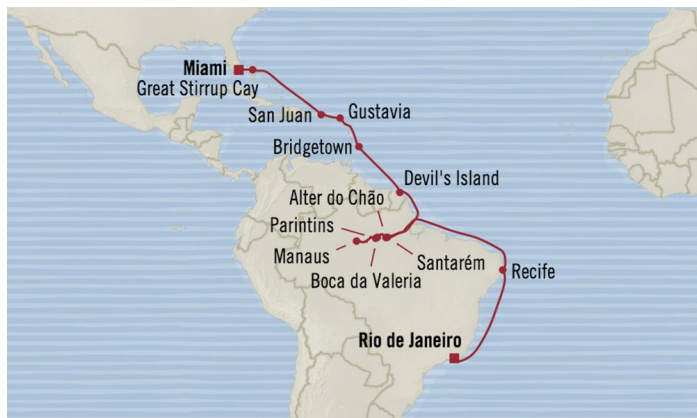 Miami
Great Stirrup Cay
San Juan
Gustavia
Bridgetown
Devil's Island
Alter do Chão
Parintins
Manaus
Santarém
Boca da Valeria
Recife
Rio de Janeiro